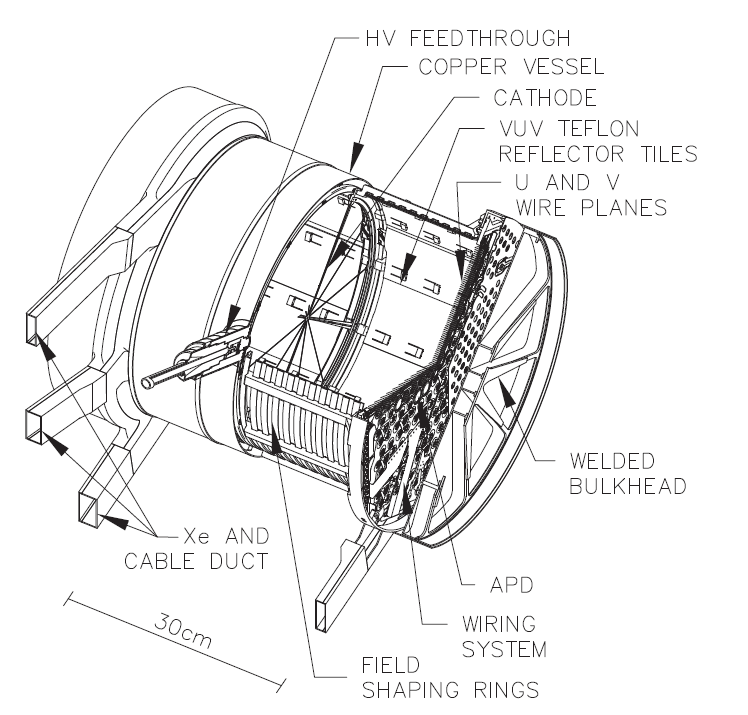 HV FEEDTHROUGH
COPPER VESSEL
CATHODE
VUV TEFLON
REFLECTOR TILES
U AND V
WIRE PLANES
WELDED
BULKHEAD
Xe AND
CABLE DUCT
APD
30cm
WIRING
SYSTEM
FIELD
SHAPING RINGS